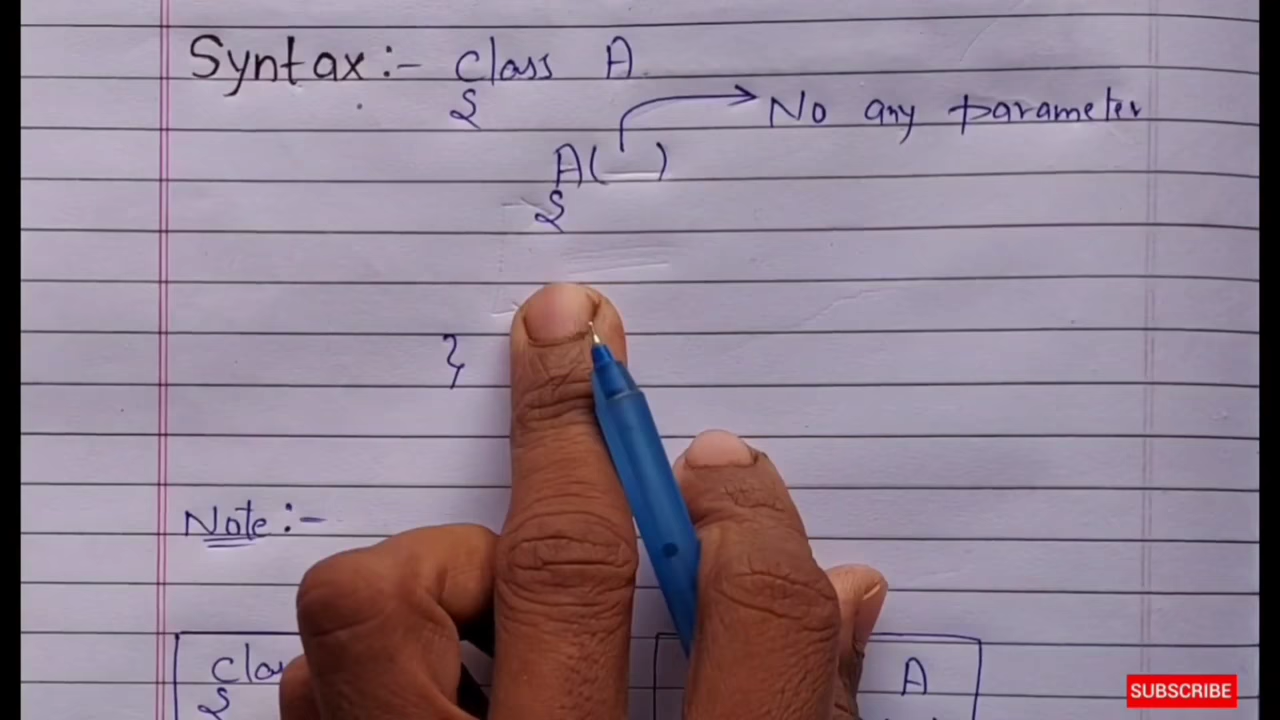 Syntax :- class A
{
No any parameter
A( )
{
}
Note :-
A
{
SUBSCRIBE